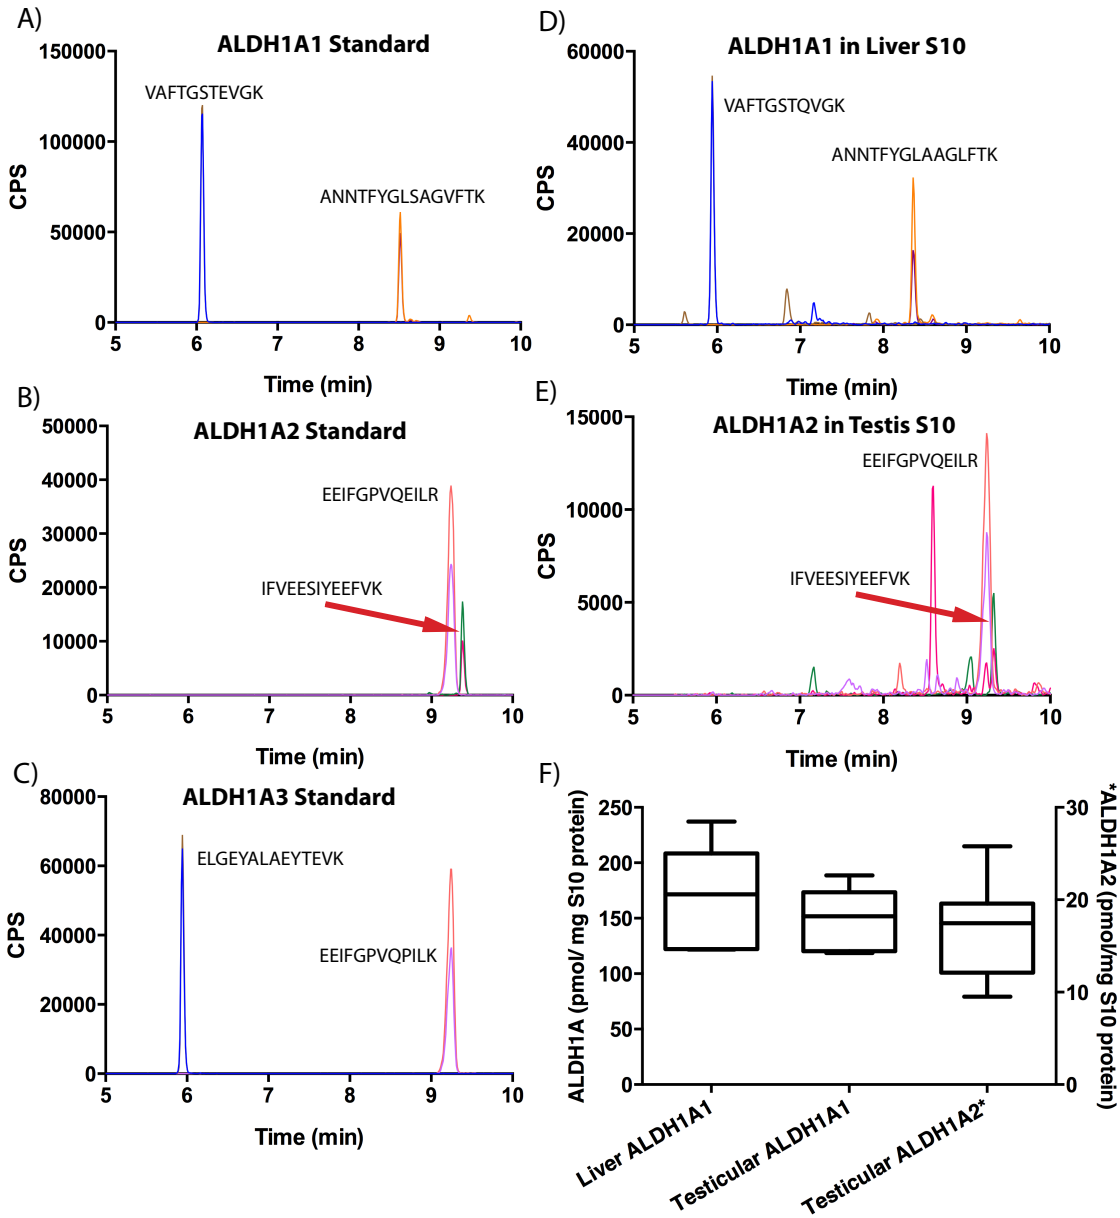 A)
ALDH1A1 Standard
150000
100000
50000
0
CPS
VAFTGSTEVGK
ANNTFYGLSAGVFTK
5 6 7 8 9 10
Time (min)
D)
ALDH1A1 in Liver S10
60000
40000
20000
0
CPS
VAFTGSTQVGK
ANNTFYGLAAGLFTK
5 6 7 8 9 10
Time (min)
B)
ALDH1A2 Standard
50000
40000
30000
20000
10000
0
CPS
EEIFGPVQEILR
IFVEESIYEEFVK
5 6 7 8 9 10
Time (min)
E)
ALDH1A2 in Testis S10
15000
10000
5000
0
CPS
EEIFGPVQEILR
IFVEESIYEEFVK
5 6 7 8 9 10
Time (min)
C)
ALDH1A3 Standard
80000
60000
40000
20000
0
CPS
ELGEYALAEYTEVK
EEIFGPVQPILK
5 6 7 8 9 10
Time (min)
F)
ALDH1A (pmol/ mg S10 protein)
250
200
150
100
50
0
30
20
10
0
*ALDH1A2 (pmol/mg S10 protein)
Liver ALDH1A1
Testicular ALDH1A1
Testicular ALDH1A2*